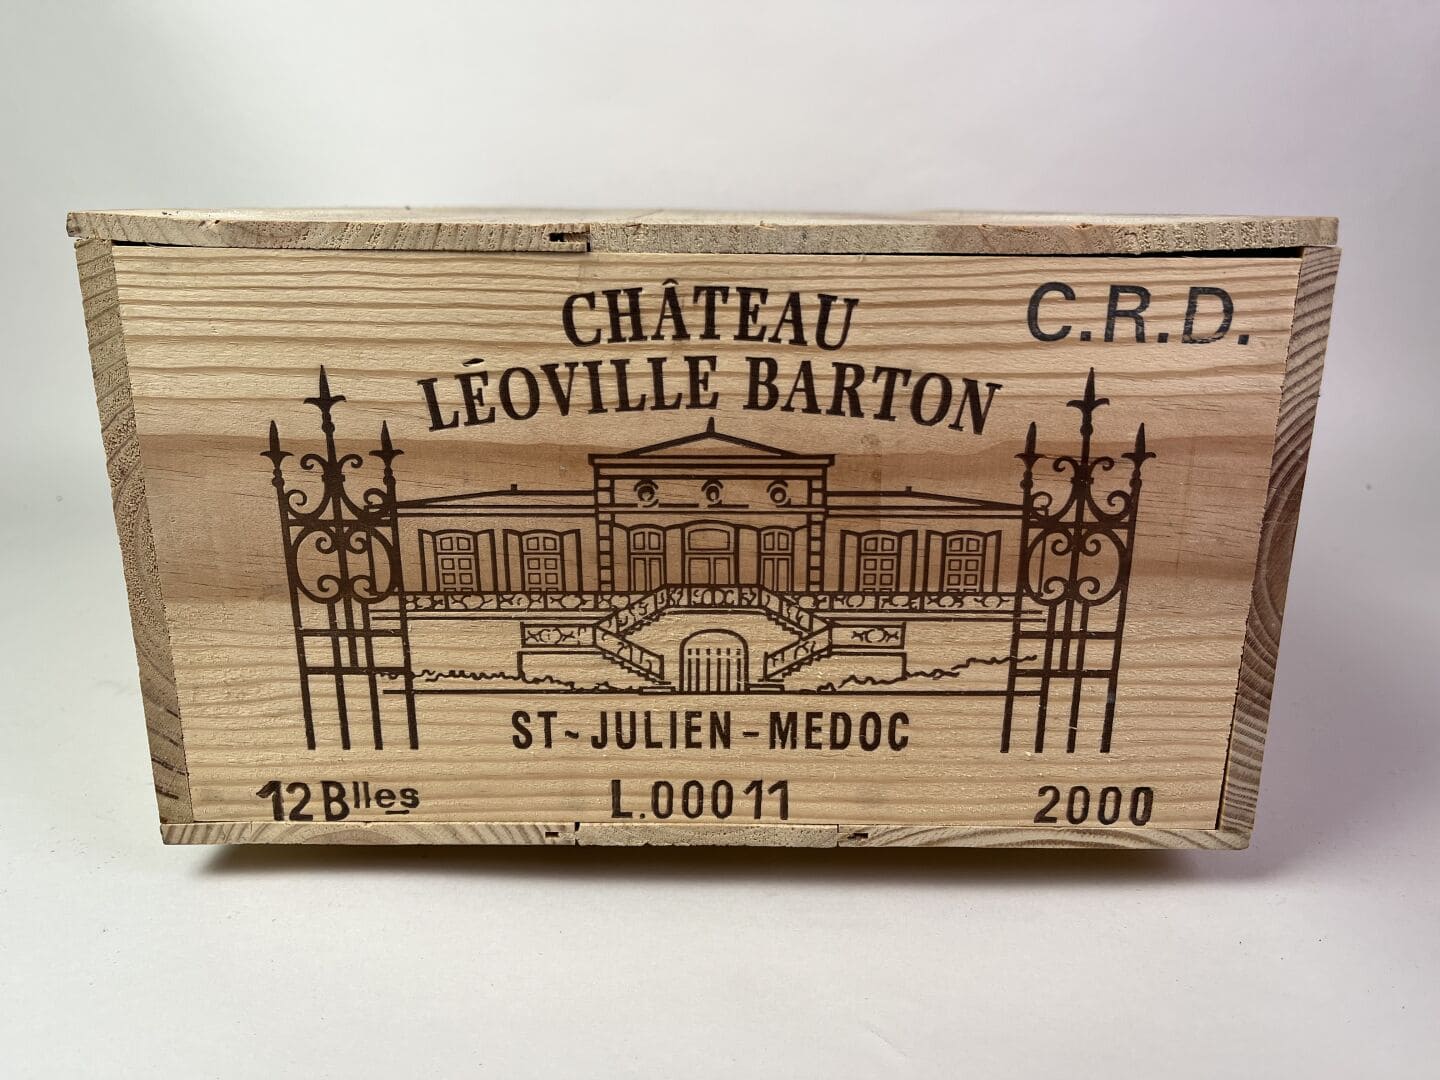 CHÂTEAU
C.R.D.
LÉOVILLE BARTON
ST-JULIEN-MEDOC
12 Blles
L.00011
2000